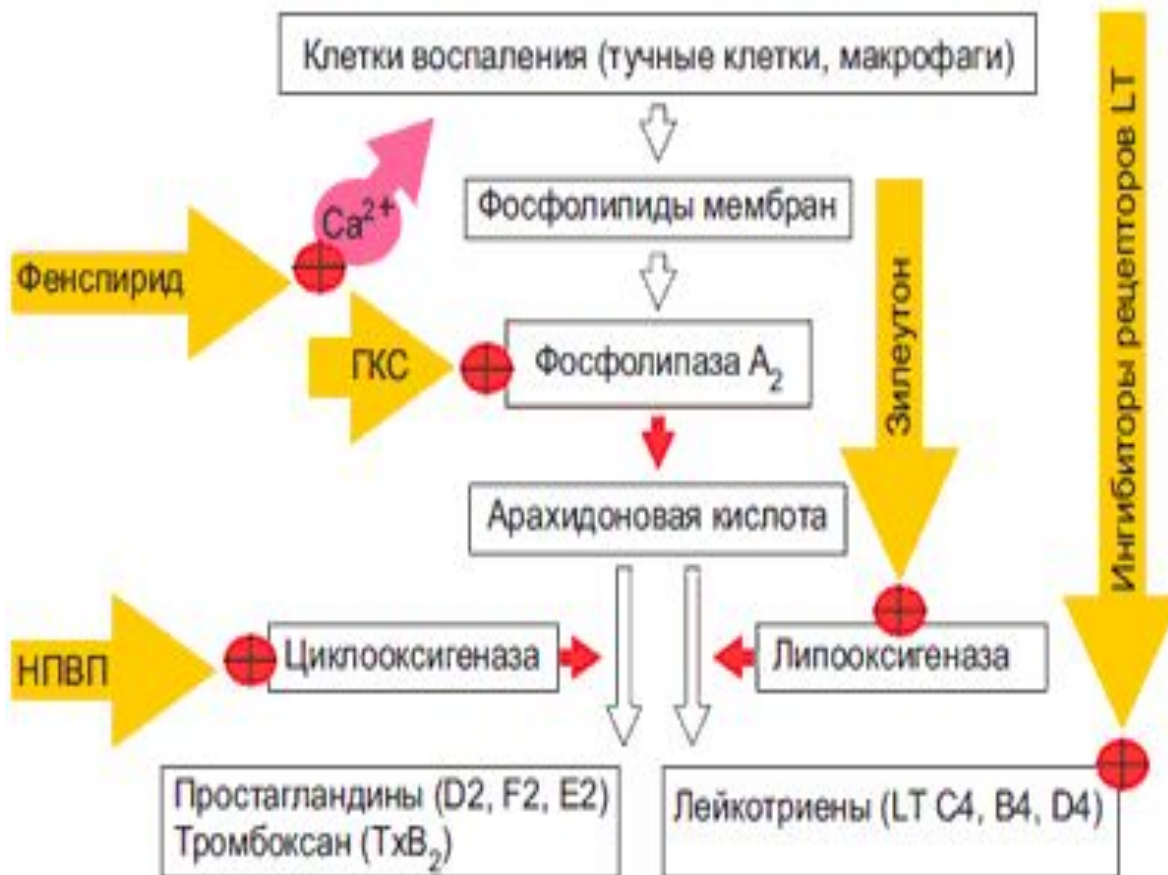 Клетки воспаления (тучные клетки, макрофаги)
Ca²⁺
Фосфолипиды мембран
Фенспирид
ГКС
Фосфолипаза A₂
Зилеутон
Ингибиторы рецепторов LT
Арахидоновая кислота
НПВП
Циклооксигеназа
Липооксигеназа
Простагландины (D2, F2, E2)
Тромбоксан (TxB₂)
Лейкотриены (LT C4, B4, D4)